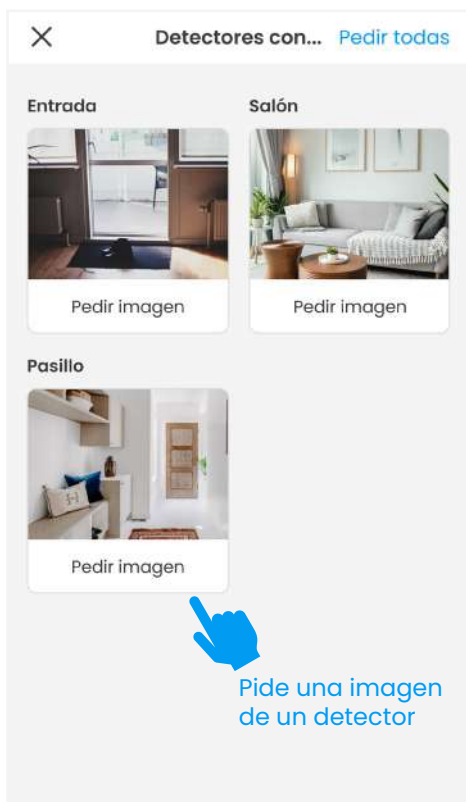 Detectores con... Pedir todas
Entrada Salón
Pedir imagen Pedir imagen
Pasillo
Pedir imagen
Pide una imagen
de un detector